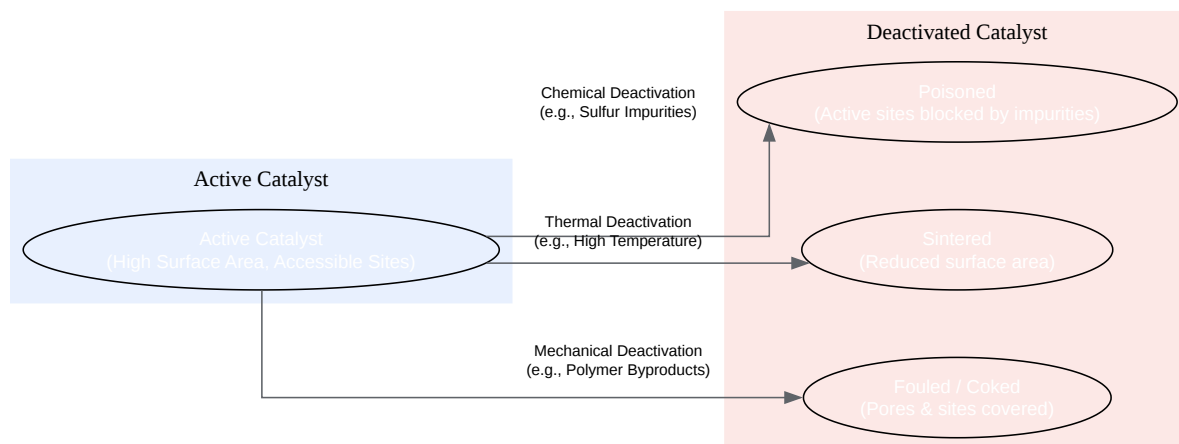 Deactivated Catalyst
Poisoned
(Active sites blocked by impurities)
Chemical Deactivation
(e.g., Sulfur Impurities)
Active Catalyst
Active Catalyst
(High Surface Area, Accessible Sites)
Thermal Deactivation
(e.g., High Temperature)
Sintered
(Reduced surface area)
Mechanical Deactivation
(e.g., Polymer Byproducts)
Fouled / Coked
(Pores & sites covered)